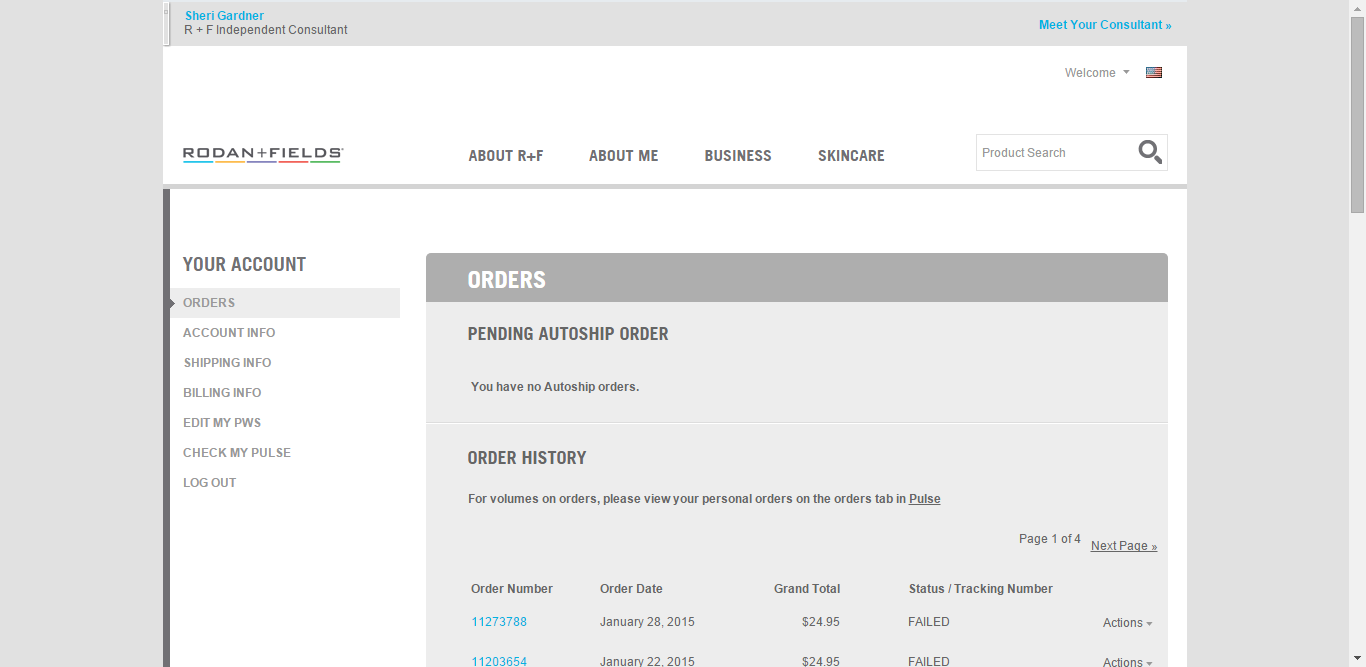 Sheri Gardner
R + F Independent Consultant
Meet Your Consultant »
Welcome
RODAN+FIELDS
ABOUT R+F
ABOUT ME
BUSINESS
SKINCARE
Product Search
YOUR ACCOUNT
ORDERS
ACCOUNT INFO
SHIPPING INFO
BILLING INFO
EDIT MY PWS
CHECK MY PULSE
LOG OUT
ORDERS
PENDING AUTOSHIP ORDER
You have no Autoship orders.
ORDER HISTORY
For volumes on orders, please view your personal orders on the orders tab in Pulse
Page 1 of 4 Next Page »
Order Number Order Date Grand Total Status / Tracking Number
11273788 January 28, 2015 $24.95 FAILED Actions
11203654 January 22, 2015 $24.95 FAILED Actions